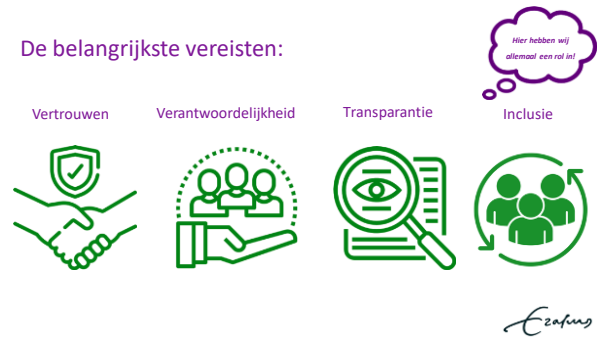 De belangrijkste vereisten:
Hier hebben wij
allemaal een rol in!
Vertrouwen
Verantwoordelijkheid
Transparantie
Inclusie
Erasmus